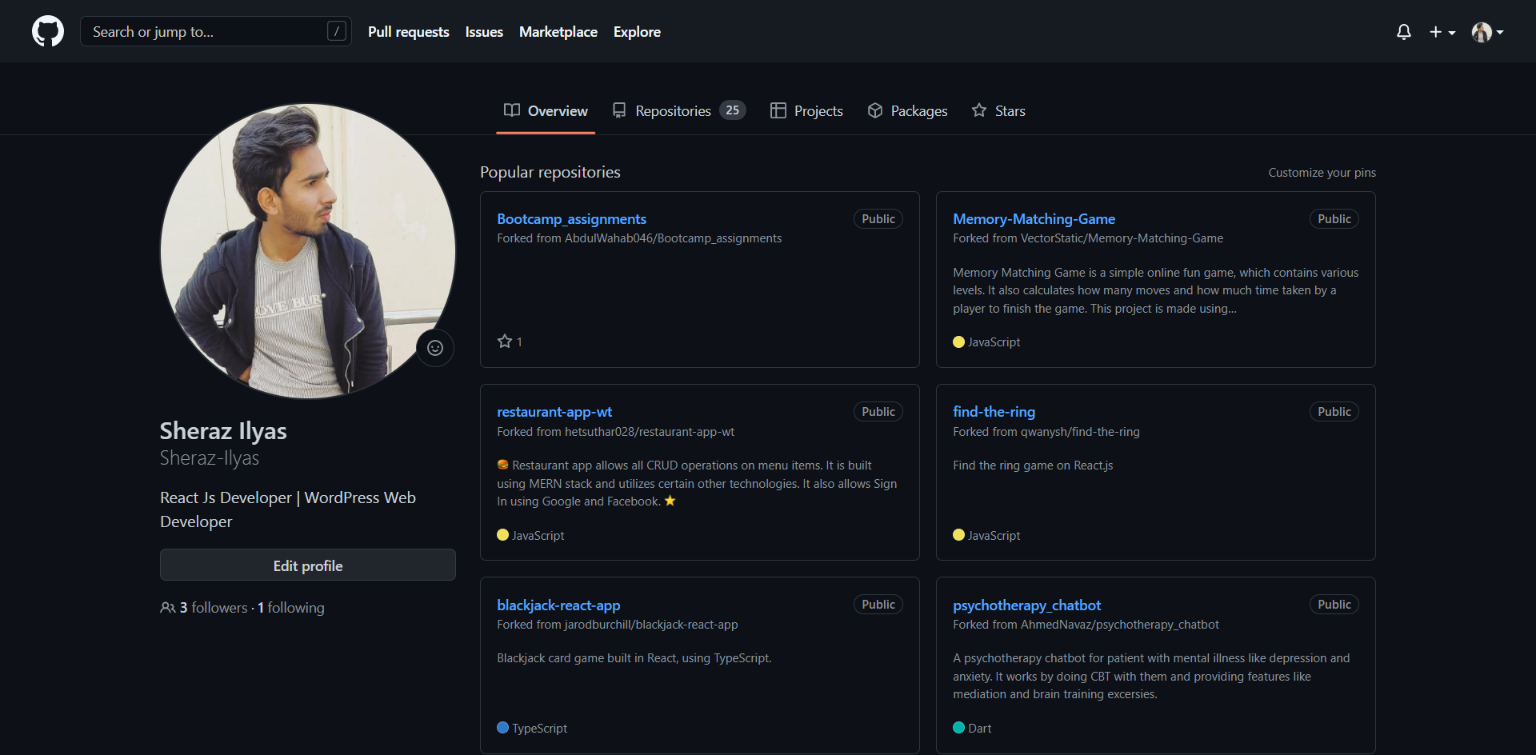 Search or jump to...
/
Pull requests
Issues
Marketplace
Explore
Overview
Repositories 25
Projects
Packages
Stars
Sheraz Ilyas
Sheraz-Ilyas
React Js Developer | WordPress Web
Developer
Edit profile
3 followers · 1 following
Popular repositories
Customize your pins
Bootcamp_assignments
Public
Forked from AbdulWahab046/Bootcamp_assignments
1
Memory-Matching-Game
Public
Forked from VectorStatic/Memory-Matching-Game
Memory Matching Game is a simple online fun game, which contains various
levels. It also calculates how many moves and how much time taken by a
player to finish the game. This project is made using...
JavaScript
restaurant-app-wt
Public
Forked from hetsuthar028/restaurant-app-wt
🍔 Restaurant app allows all CRUD operations on menu items. It is built
using MERN stack and utilizes certain other technologies. It also allows Sign
In using Google and Facebook. ⭐
JavaScript
find-the-ring
Public
Forked from qwanysh/find-the-ring
Find the ring game on React.js
JavaScript
blackjack-react-app
Public
Forked from jarodburchill/blackjack-react-app
Blackjack card game built in React, using TypeScript.
TypeScript
psychotherapy_chatbot
Public
Forked from AhmedNavaz/psychotherapy_chatbot
A psychotherapy chatbot for patient with mental illness like depression and
anxiety. It works by doing CBT with them and providing features like
mediation and brain training excersies.
Dart